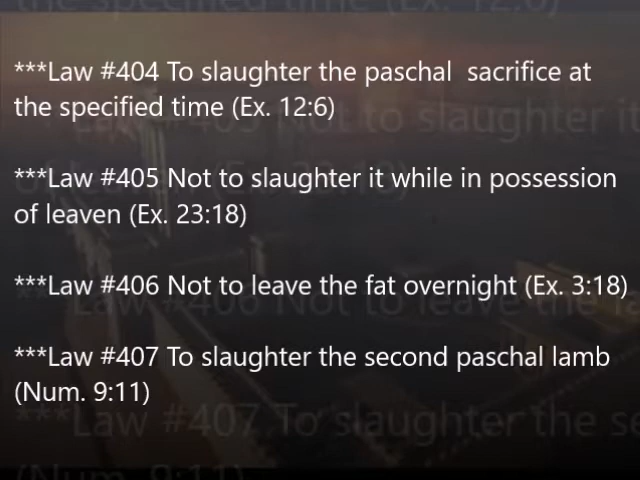 ***Law #404 To slaughter the paschal  sacrifice at
the specified time (Ex. 12:6)
***Law #405 Not to slaughter it while in possession
of leaven (Ex. 23:18)
***Law #406 Not to leave the fat overnight (Ex. 3:18)
***Law #407 To slaughter the second paschal lamb
(Num. 9:11)